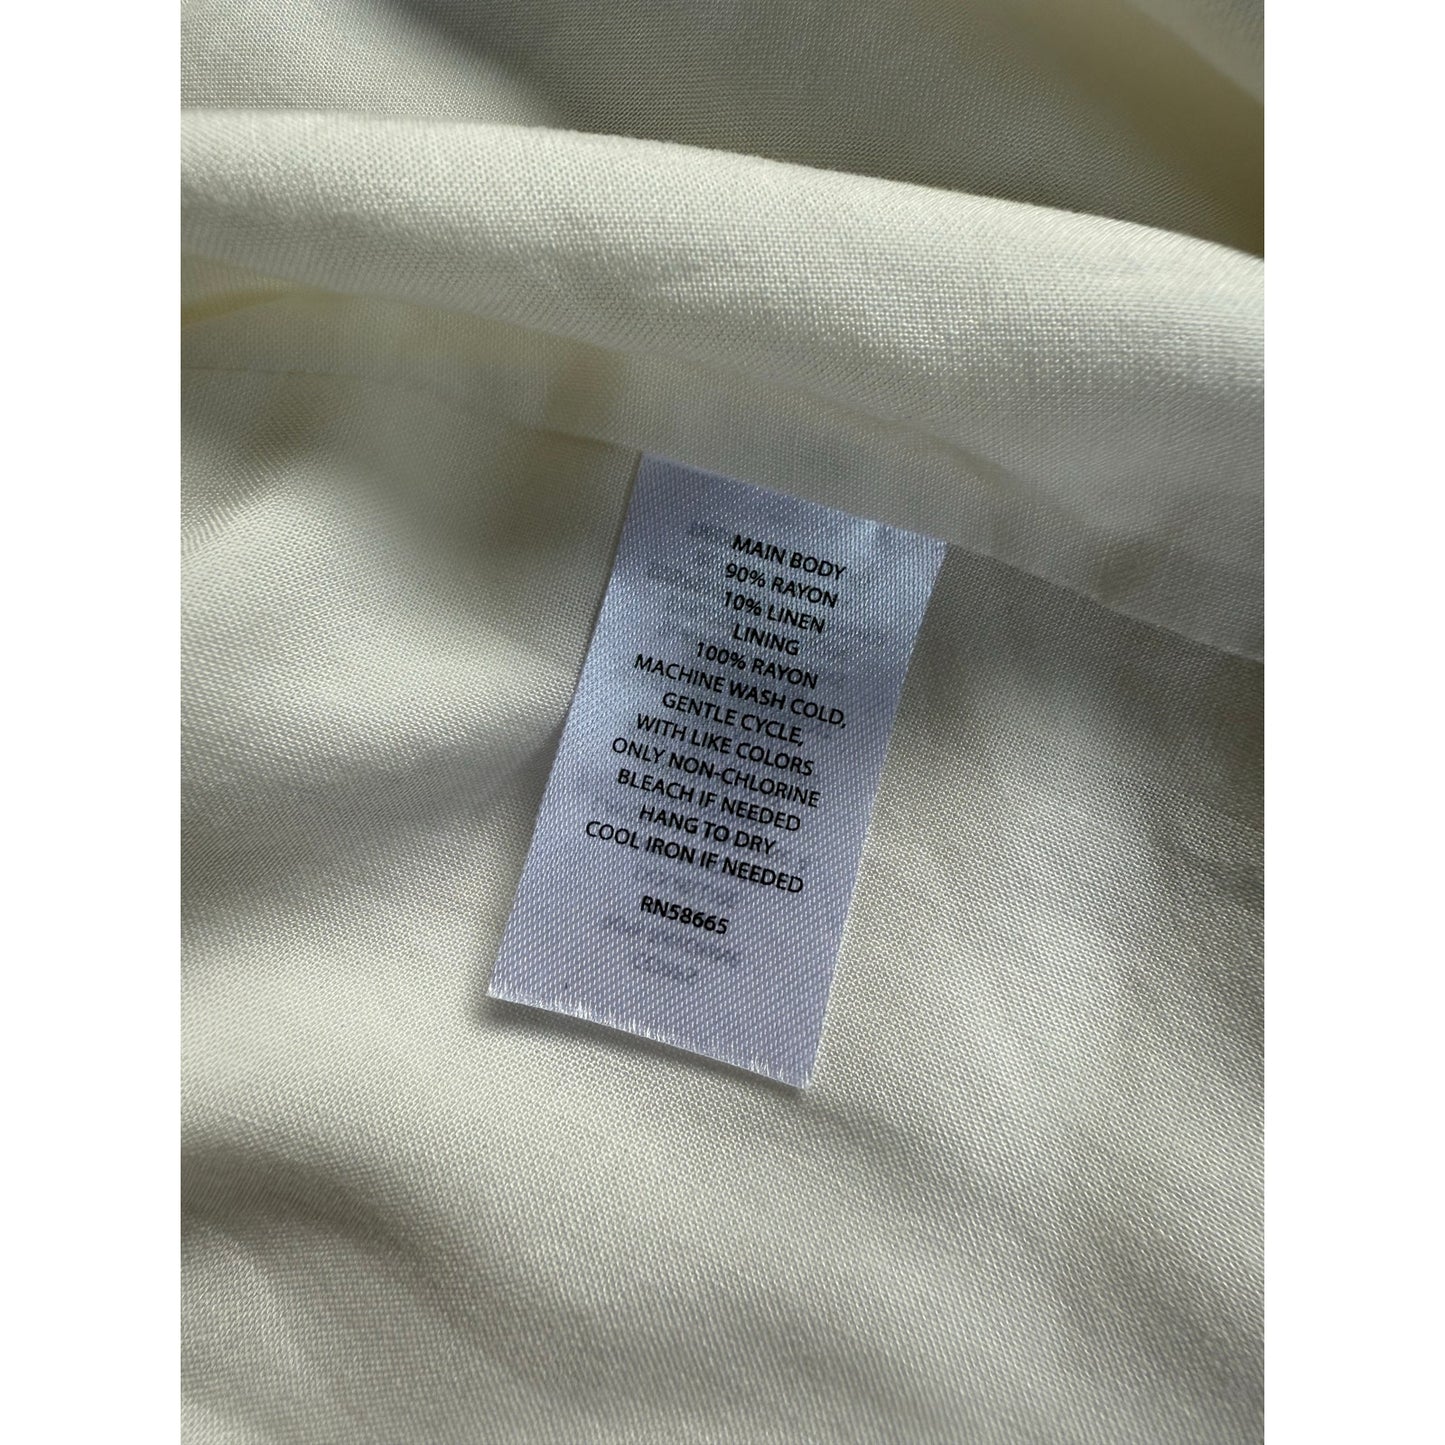 MAIN BODY
90% RAYON
10% LINEN
LINING
100% RAYON
MACHINE WASH COLD,
GENTLE CYCLE,
WITH LIKE COLORS
ONLY NON-CHLORINE
BLEACH IF NEEDED
HANG TO DRY
COOL IRON IF NEEDED
RN58665